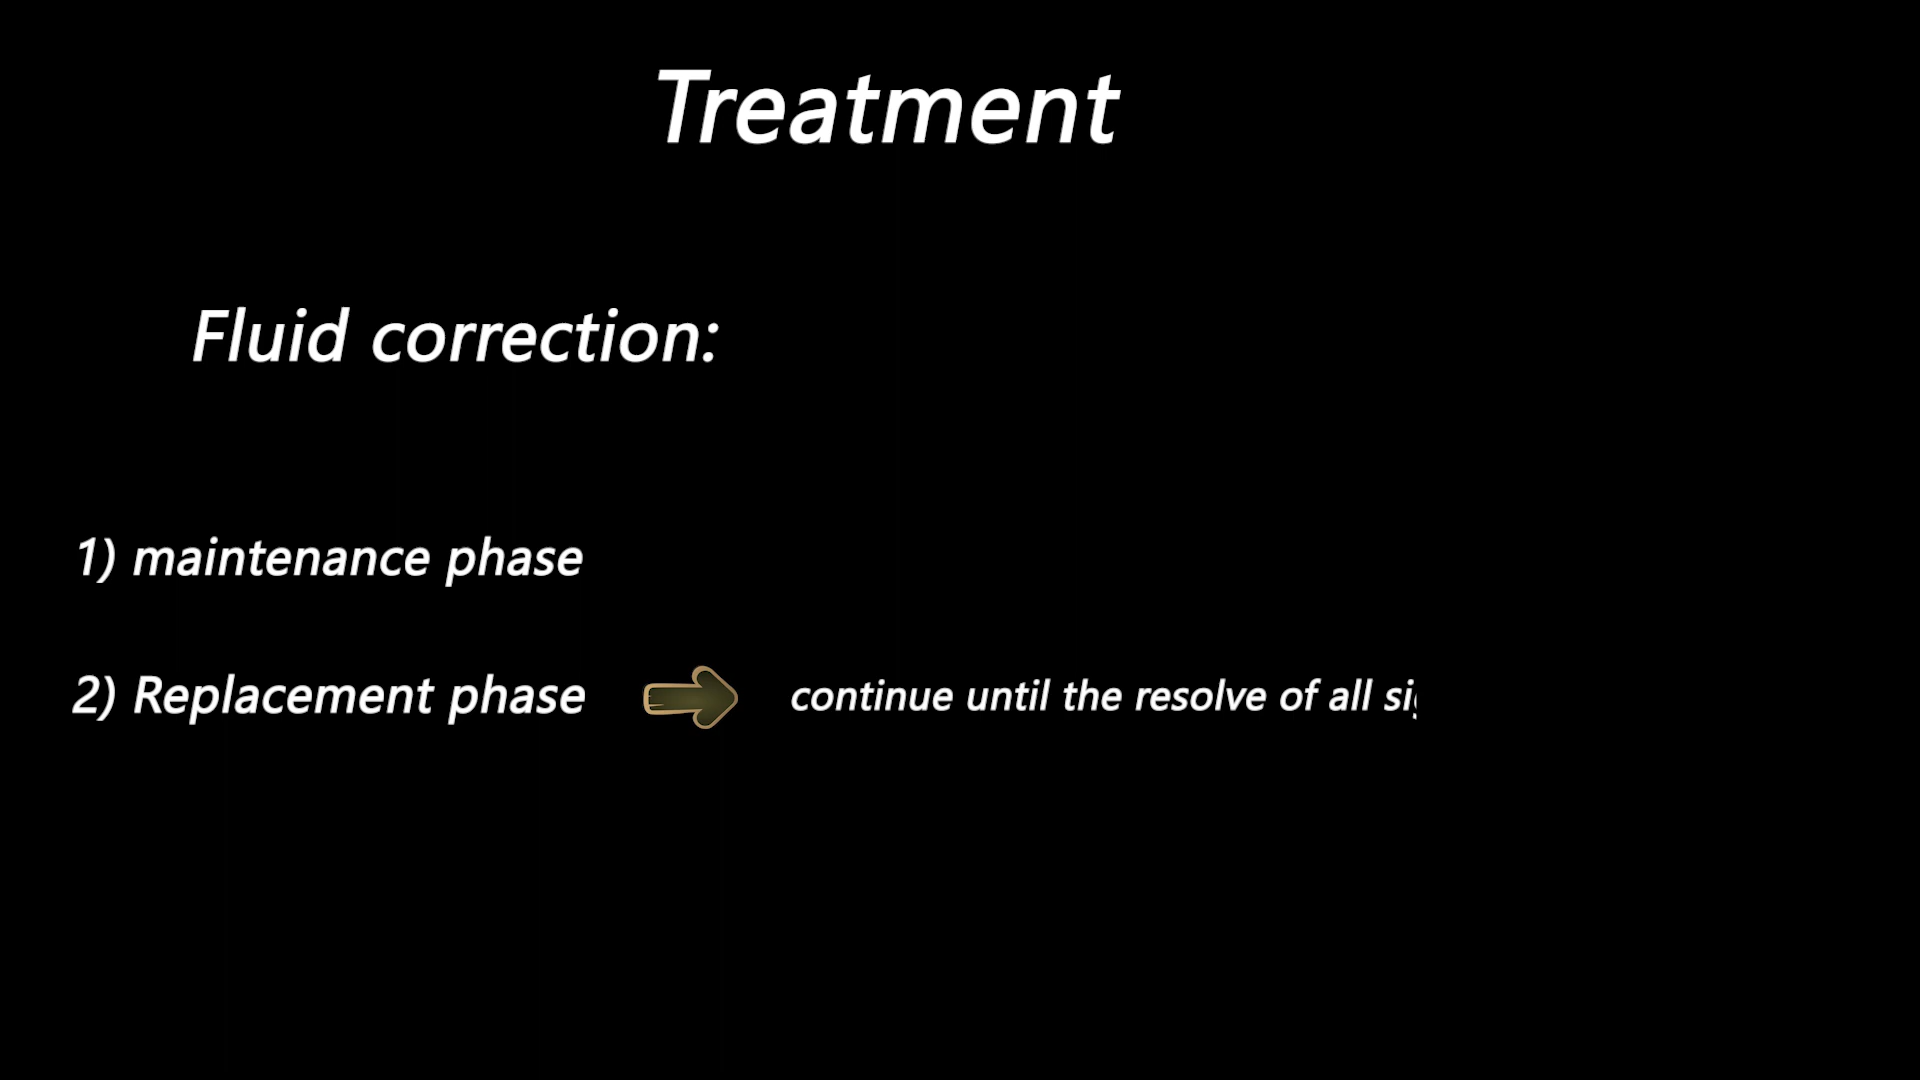 Treatment
Fluid correction:
1) maintenance phase
2) Replacement phase
continue until the resolve of all